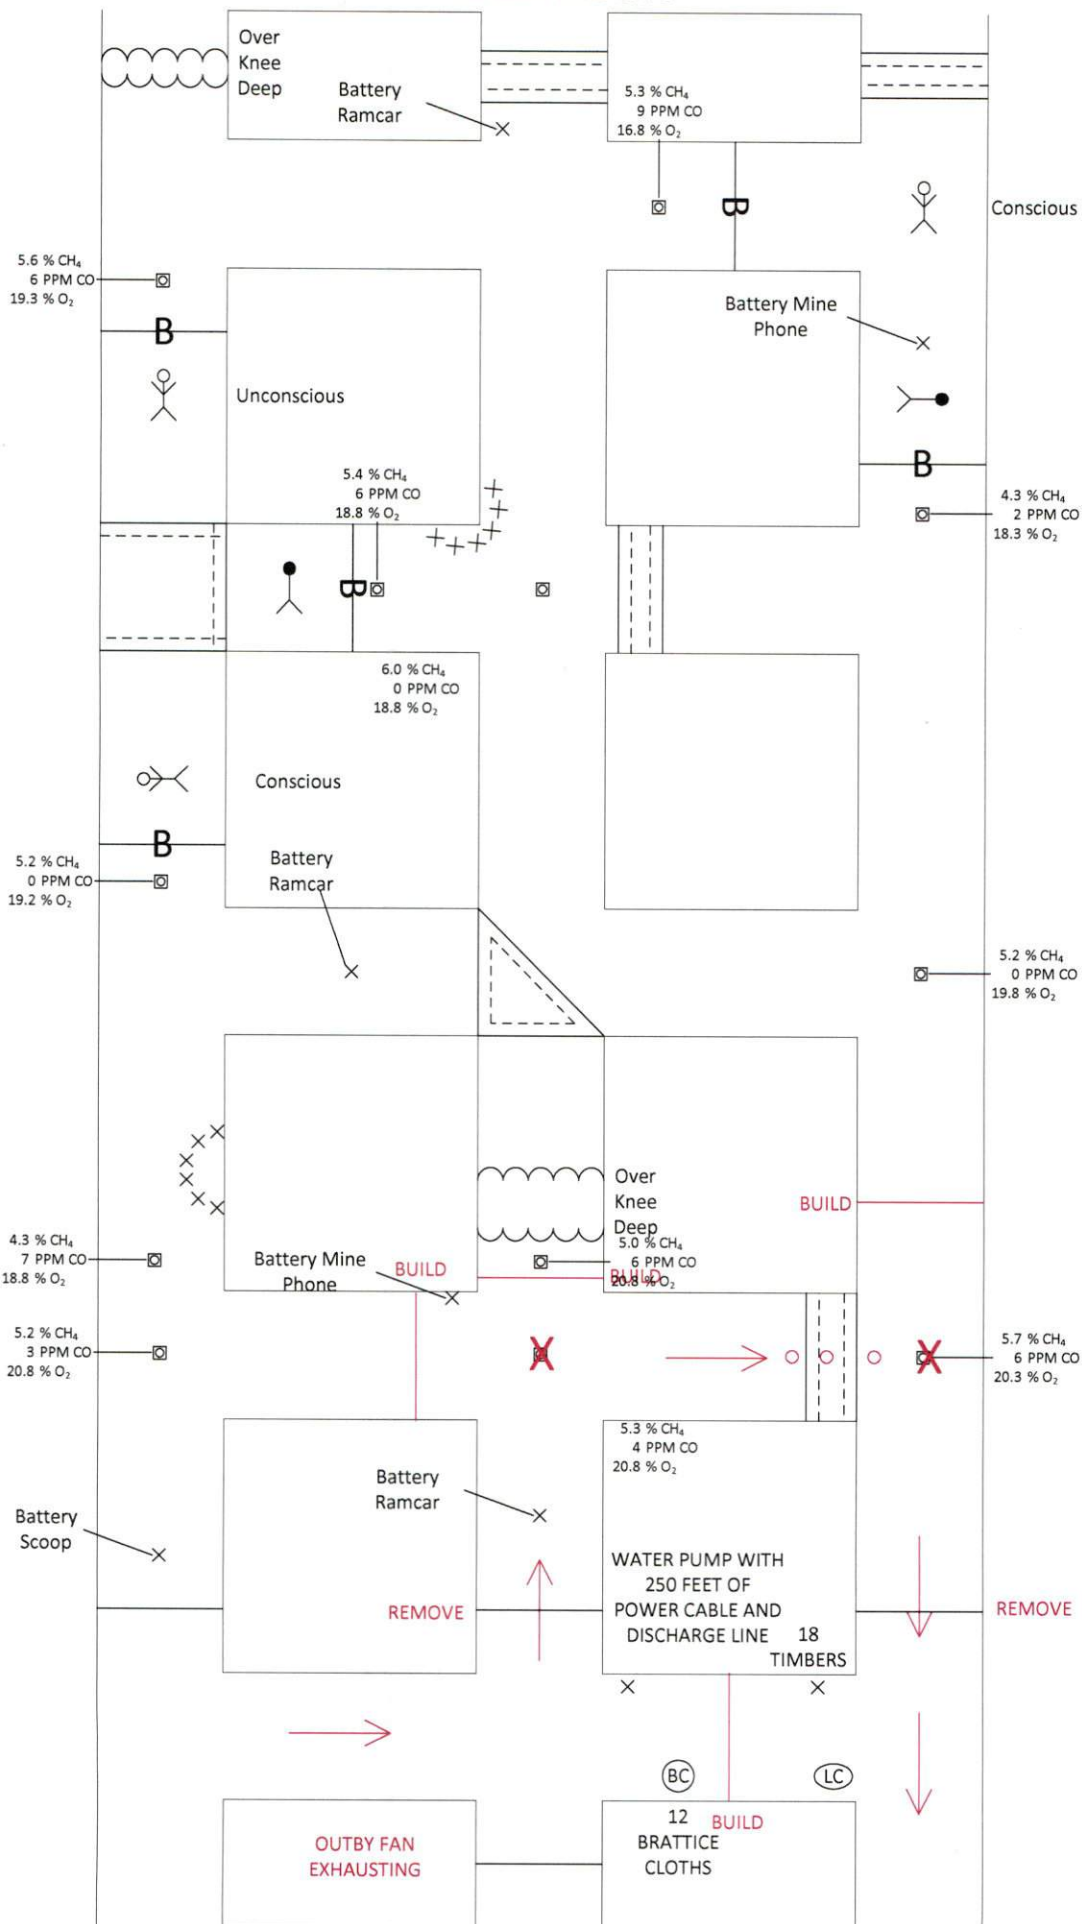 Over
Knee
Deep
Battery
Ramcar
5.3 % CH₄
9 PPM CO
16.8 % O₂
B
Conscious
5.6 % CH₄
6 PPM CO
19.3 % O₂
B
Battery Mine
Phone
Unconscious
B
5.4 % CH₄
6 PPM CO
18.8 % O₂
4.3 % CH₄
2 PPM CO
18.3 % O₂
B
6.0 % CH₄
0 PPM CO
18.8 % O₂
Conscious
B
5.2 % CH₄
0 PPM CO
19.2 % O₂
Battery
Ramcar
5.2 % CH₄
0 PPM CO
19.8 % O₂
Over
Knee
Deep
BUILD
4.3 % CH₄
7 PPM CO
18.8 % O₂
Battery Mine
Phone
BUILD
5.0 % CH₄
6 PPM CO
20.8 % O₂
BUILD
5.2 % CH₄
3 PPM CO
20.8 % O₂
X
X
5.7 % CH₄
6 PPM CO
20.3 % O₂
5.3 % CH₄
4 PPM CO
20.8 % O₂
Battery
Ramcar
Battery
Scoop
WATER PUMP WITH
250 FEET OF
POWER CABLE AND
DISCHARGE LINE
18
TIMBERS
REMOVE
REMOVE
BC
LC
12
BRATTICE
CLOTHS
BUILD
OUTBY FAN
EXHAUSTING